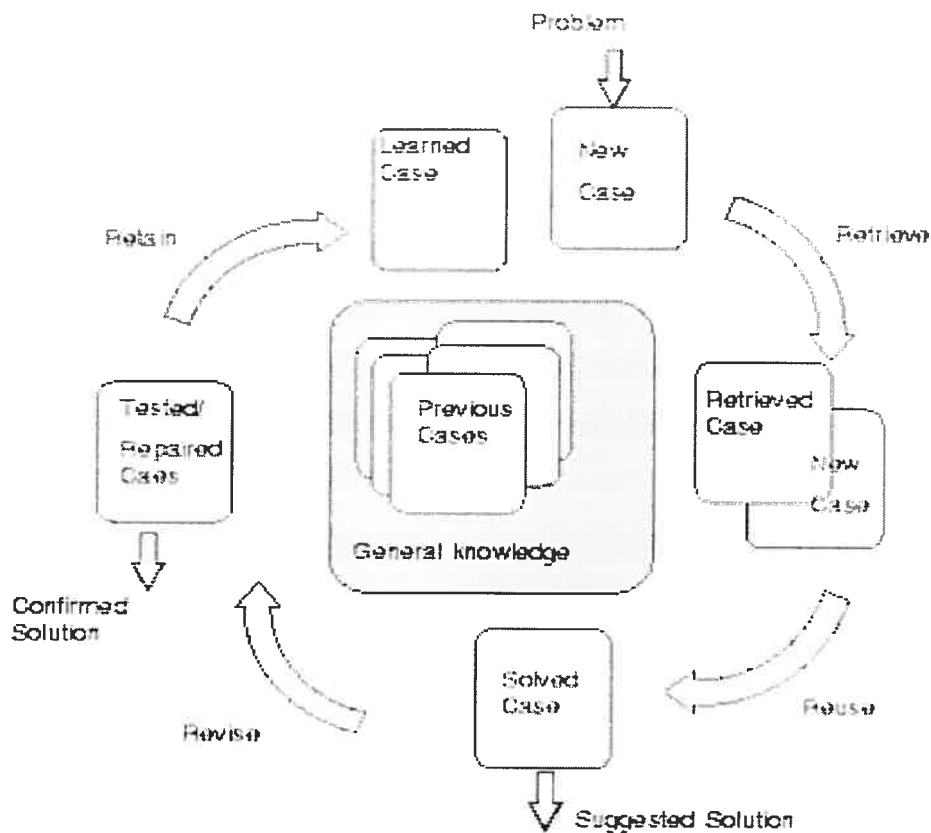 Problem
Learned
Case
New
Case
Retain
Retrieve
Tested/
Repaired
Caes
Previous
Cases
General knowledge
Retrieved
Case
New
Case
Confirmed
Solution
Solved
Case
Revise
Reuse
Suggested Solution